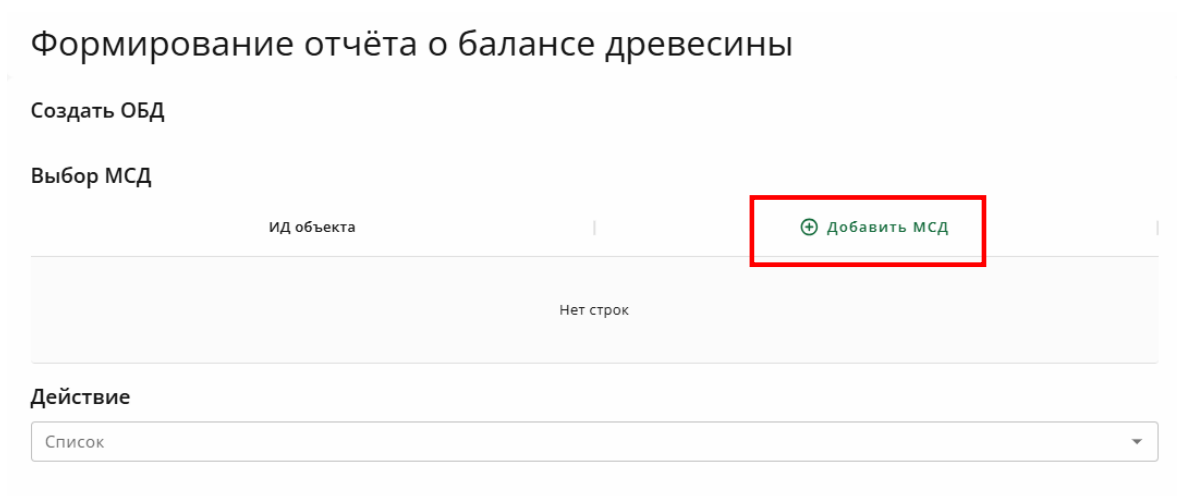 Формирование отчёта о балансе древесины
Создать ОБД
Выбор МСД
ИД объекта
Добавить МСД
Нет строк
Действие
Список